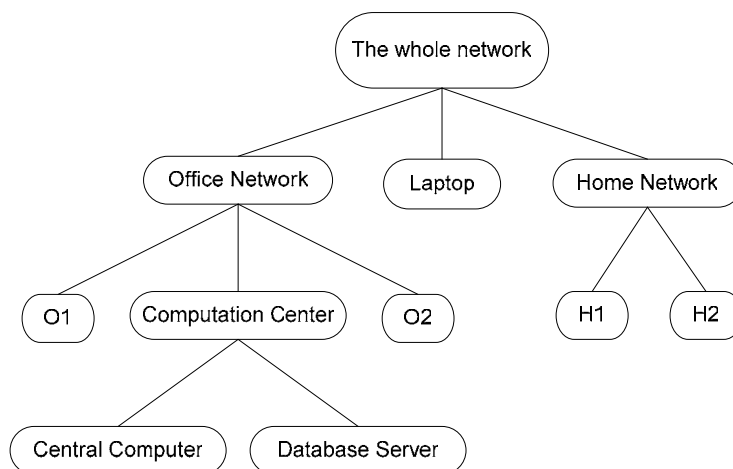 The whole network
Office Network
Laptop
Home Network
O1
Computation Center
O2
H1
H2
Central Computer
Database Server